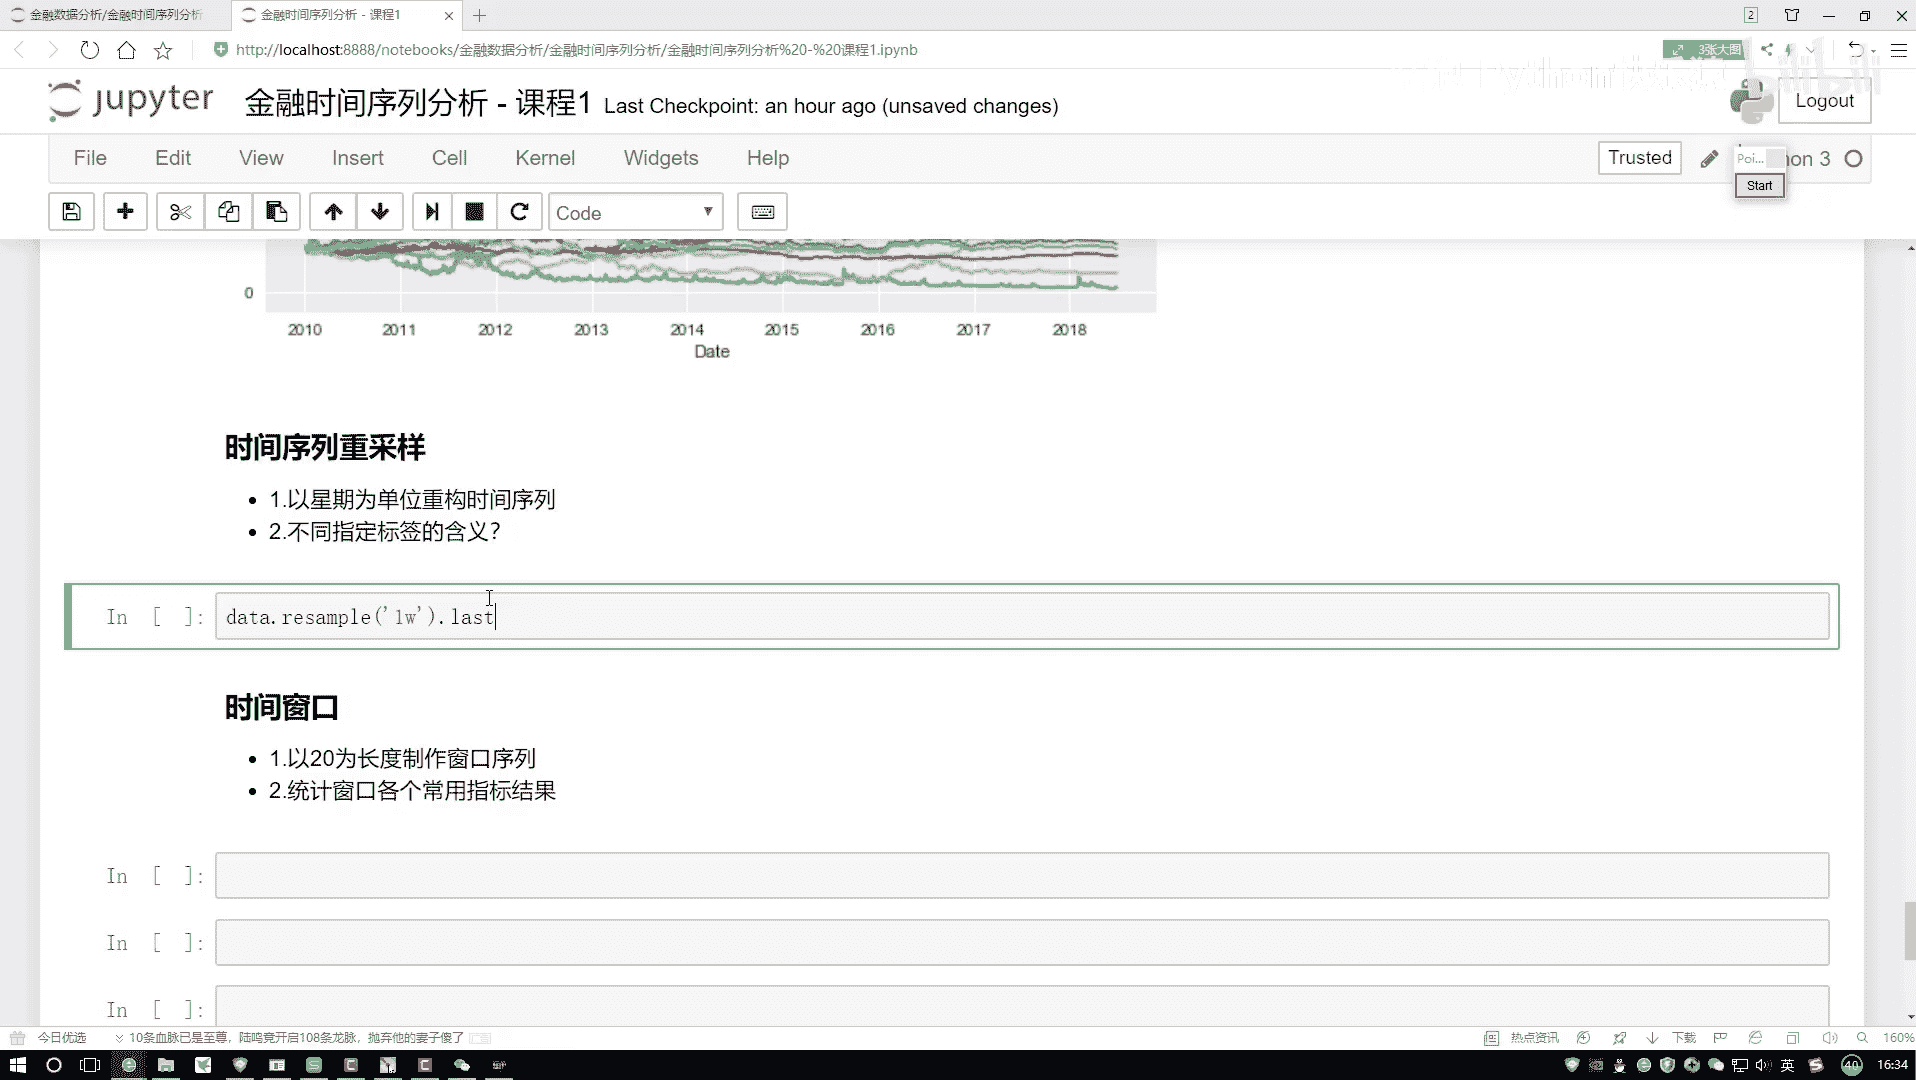 金融数据分析/金融时间序列分析
金融时间序列分析 - 课程1
2
http://localhost:8888/notebooks/金融数据分析/金融时间序列分析/金融时间序列分析%20-%20课程1.ipynb
3张大图
bilibili
jupyter
金融时间序列分析 - 课程1 Last Checkpoint: an hour ago (unsaved changes)
Logout
File Edit View Insert Cell Kernel Widgets Help
Trusted
Poi...
hon 3
Start
Code
0
2010 2011 2012 2013 2014 2015 2016 2017 2018
Date
时间序列重采样
1.以星期为单位重构时间序列
2.不同指定标签的含义？
In [ ]: data.resample('1w').last
时间窗口
1.以20为长度制作窗口序列
2.统计窗口各个常用指标结果
In [ ]:
In [ ]:
In [ ]:
今日优选
10条血脉已是至尊，陆鸣竟开启108条龙脉，抛弃他的妻子傻了
热点资讯
下载
160%
英
40
16:34